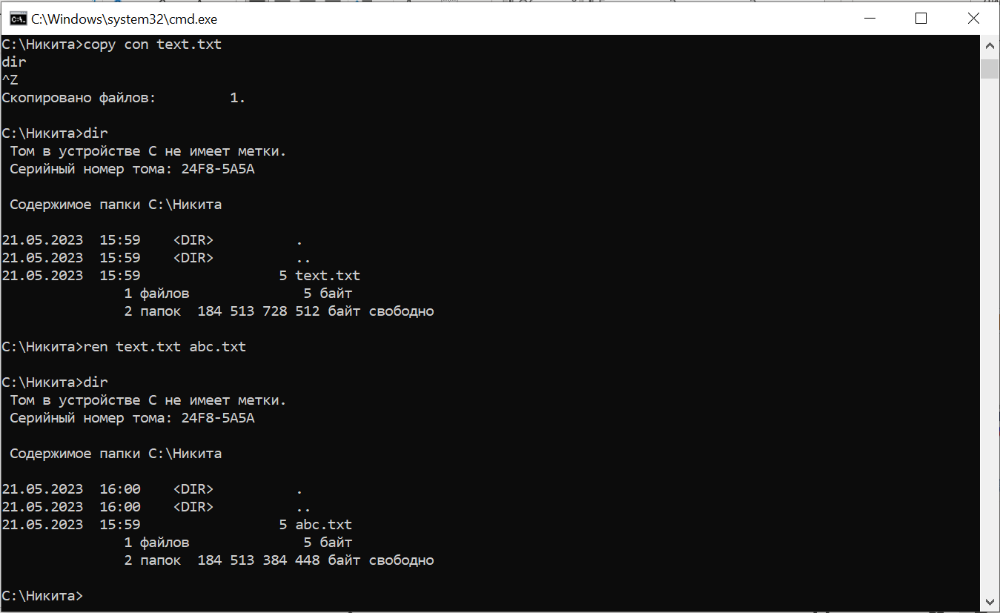 C:\Windows\system32\cmd.exe
C:\Никита>copy con text.txt
dir
^Z
Скопировано файлов:         1.
C:\Никита>dir
 Том в устройстве C не имеет метки.
 Серийный номер тома: 24F8-5A5A
 Содержимое папки C:\Никита
21.05.2023  15:59    <DIR>          .
21.05.2023  15:59    <DIR>          ..
21.05.2023  15:59                 5 text.txt
               1 файлов              5 байт
               2 папок  184 513 728 512 байт свободно
C:\Никита>ren text.txt abc.txt
C:\Никита>dir
 Том в устройстве C не имеет метки.
 Серийный номер тома: 24F8-5A5A
 Содержимое папки C:\Никита
21.05.2023  16:00    <DIR>          .
21.05.2023  16:00    <DIR>          ..
21.05.2023  15:59                 5 abc.txt
               1 файлов              5 байт
               2 папок  184 513 384 448 байт свободно
C:\Никита>